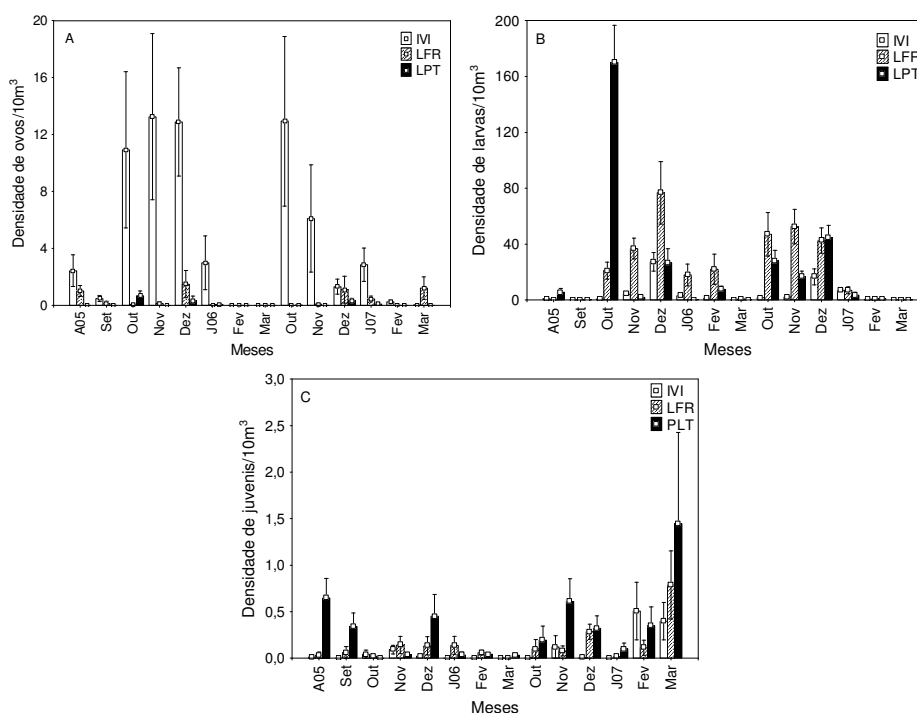 A
IVI
LFR
LPT
Densidade de ovos/10m³
20
16
12
8
4
0
A05 Set Out Nov Dez J06 Fev Mar Out Nov Dez J07 Fev Mar
Meses
B
IVI
LFR
LPT
Densidade de larvas/10m³
200
160
120
80
40
0
A05 Set Out Nov Dez J06 Fev Mar Out Nov Dez J07 Fev Mar
Meses
C
IVI
LFR
PLT
Densidade de juvenis/10m³
3,0
2,5
2,0
1,5
1,0
0,5
0,0
A05 Set Out Nov Dez J06 Fev Mar Out Nov Dez J07 Fev Mar
Meses